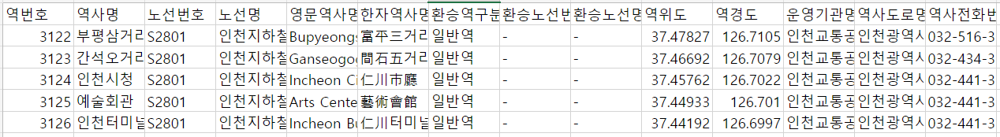 역번호 역사명 노선번호 노선명 영문역사명 한자역사명 환승역구분 환승노선번 환승노선명 역위도 역경도 운영기관명 역사도로명 역사전화번
3122 부평삼거리 S2801 인천지하철 Bupyeong 富平三거리 일반역 - - 37.47827 126.7105 인천교통공 인천광역시 032-516-3
3123 간석오거리 S2801 인천지하철 Ganseogo 間石五거리 일반역 - - 37.46692 126.7079 인천교통공 인천광역시 032-434-3
3124 인천시청 S2801 인천지하철 Incheon Ci 仁川市廳 일반역 - - 37.45762 126.7022 인천교통공 인천광역시 032-441-3
3125 예술회관 S2801 인천지하철 Arts Cente 藝術會館 일반역 - - 37.44933 126.701 인천교통공 인천광역시 032-441-3
3126 인천터미널 S2801 인천지하철 Incheon Bu 仁川터미널 일반역 - - 37.44192 126.6997 인천교통공 인천광역시 032-441-3